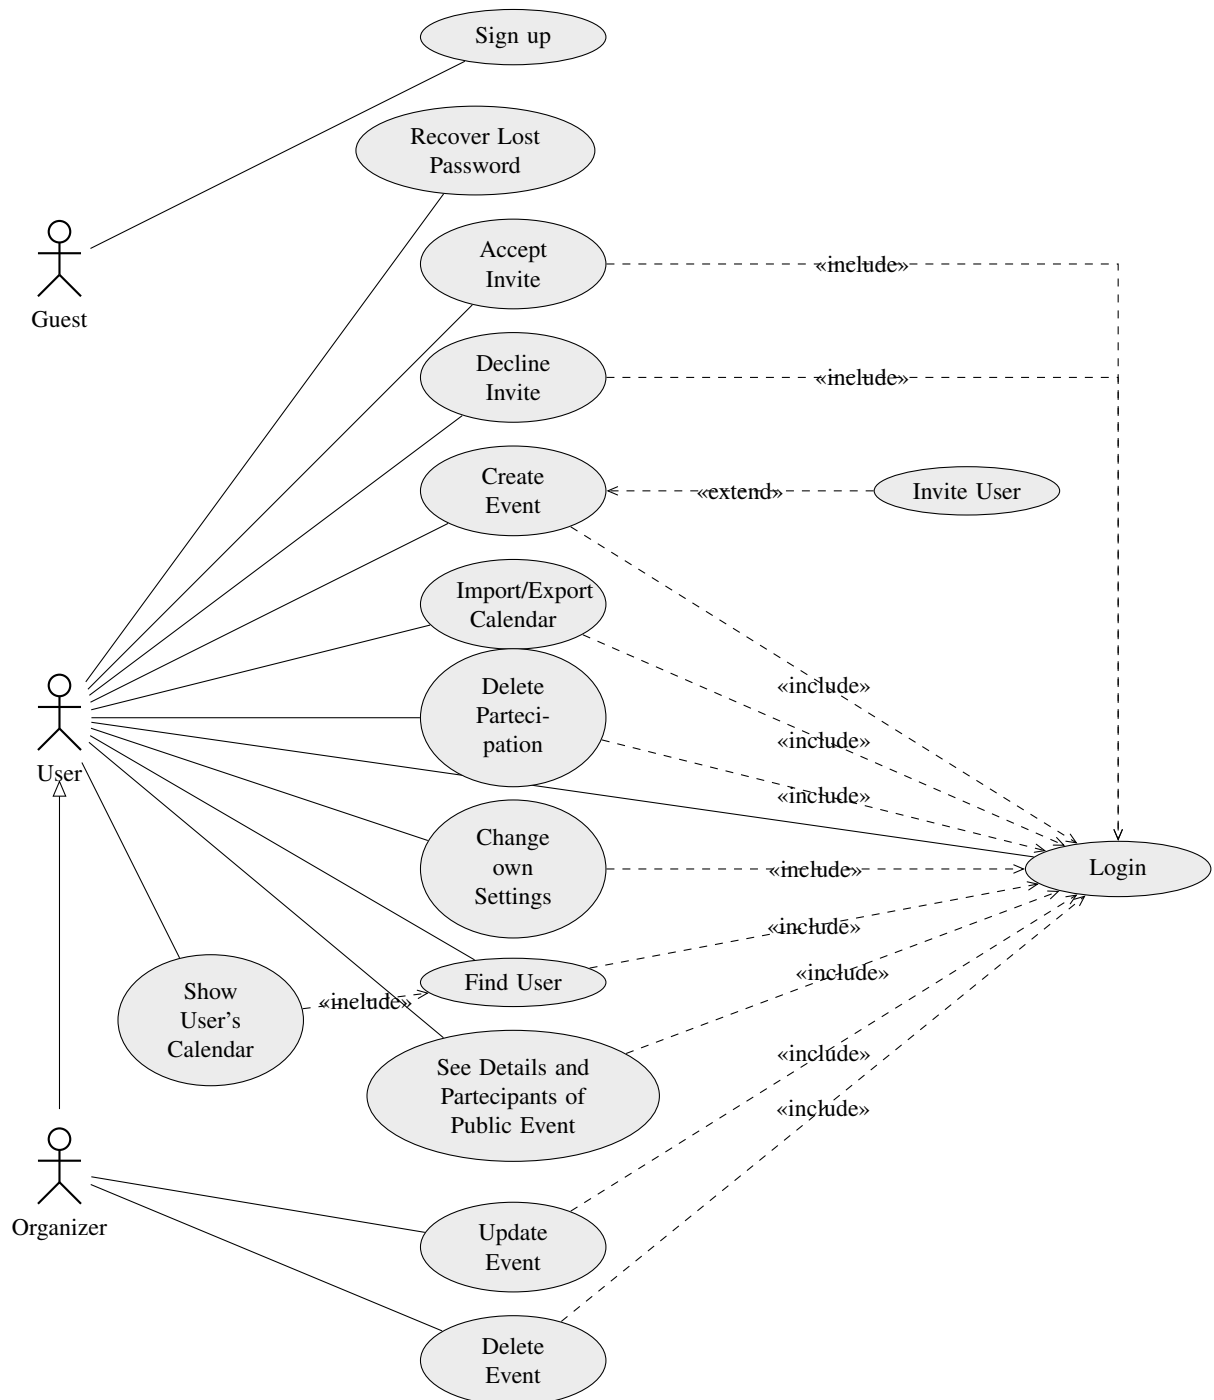 Sign up
Recover Lost
Password
Guest
Accept
Invite
«include»
Decline
Invite
«include»
Create
Event
«extend»
Invite User
Import/Export
Calendar
«include»
Delete
Parteci-
pation
«include»
«include»
User
Change
own
Settings
«include»
Login
«include»
Find User
«include»
Show
User's
Calendar
«include»
See Details and
Partecipants of
Public Event
«include»
«include»
Organizer
Update
Event
Delete
Event